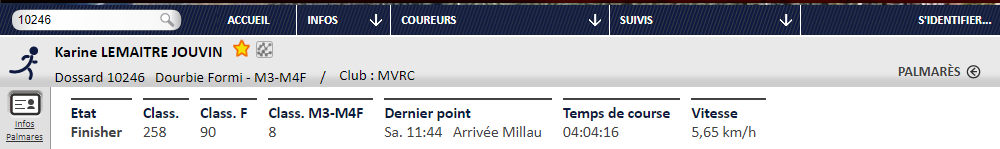 10246 ACCUEIL INFOS COUREURS SUIVIS S'IDENTIFIER...
Karine LEMAITRE JOUVIN
Dossard 10246 Dourbie Formi - M3-M4F / Club : MVRC
PALMARÈS
Infos
Palmares
Etat Class. Class. F Class. M3-M4F Dernier point Temps de course Vitesse
Finisher 258 90 8 Sa. 11:44 Arrivée Millau 04:04:16 5,65 km/h